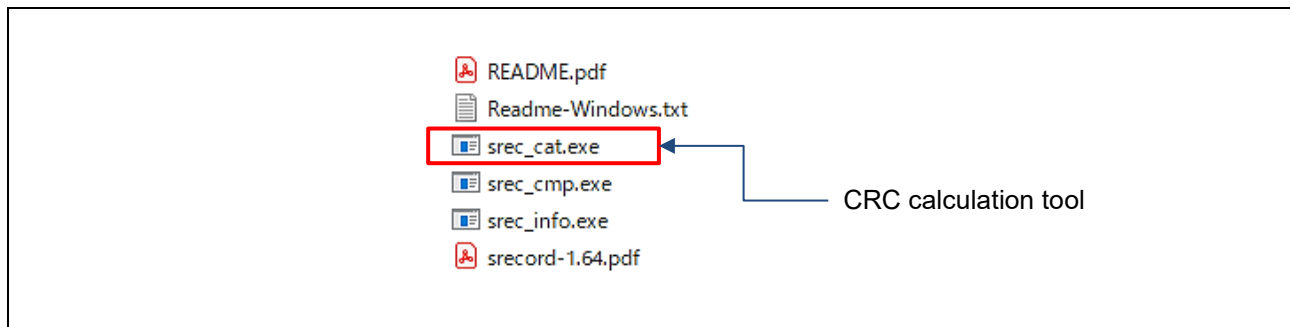 README.pdf
Readme-Windows.txt
srec_cat.exe
srec_cmp.exe
srec_info.exe
srecord-1.64.pdf
CRC calculation tool